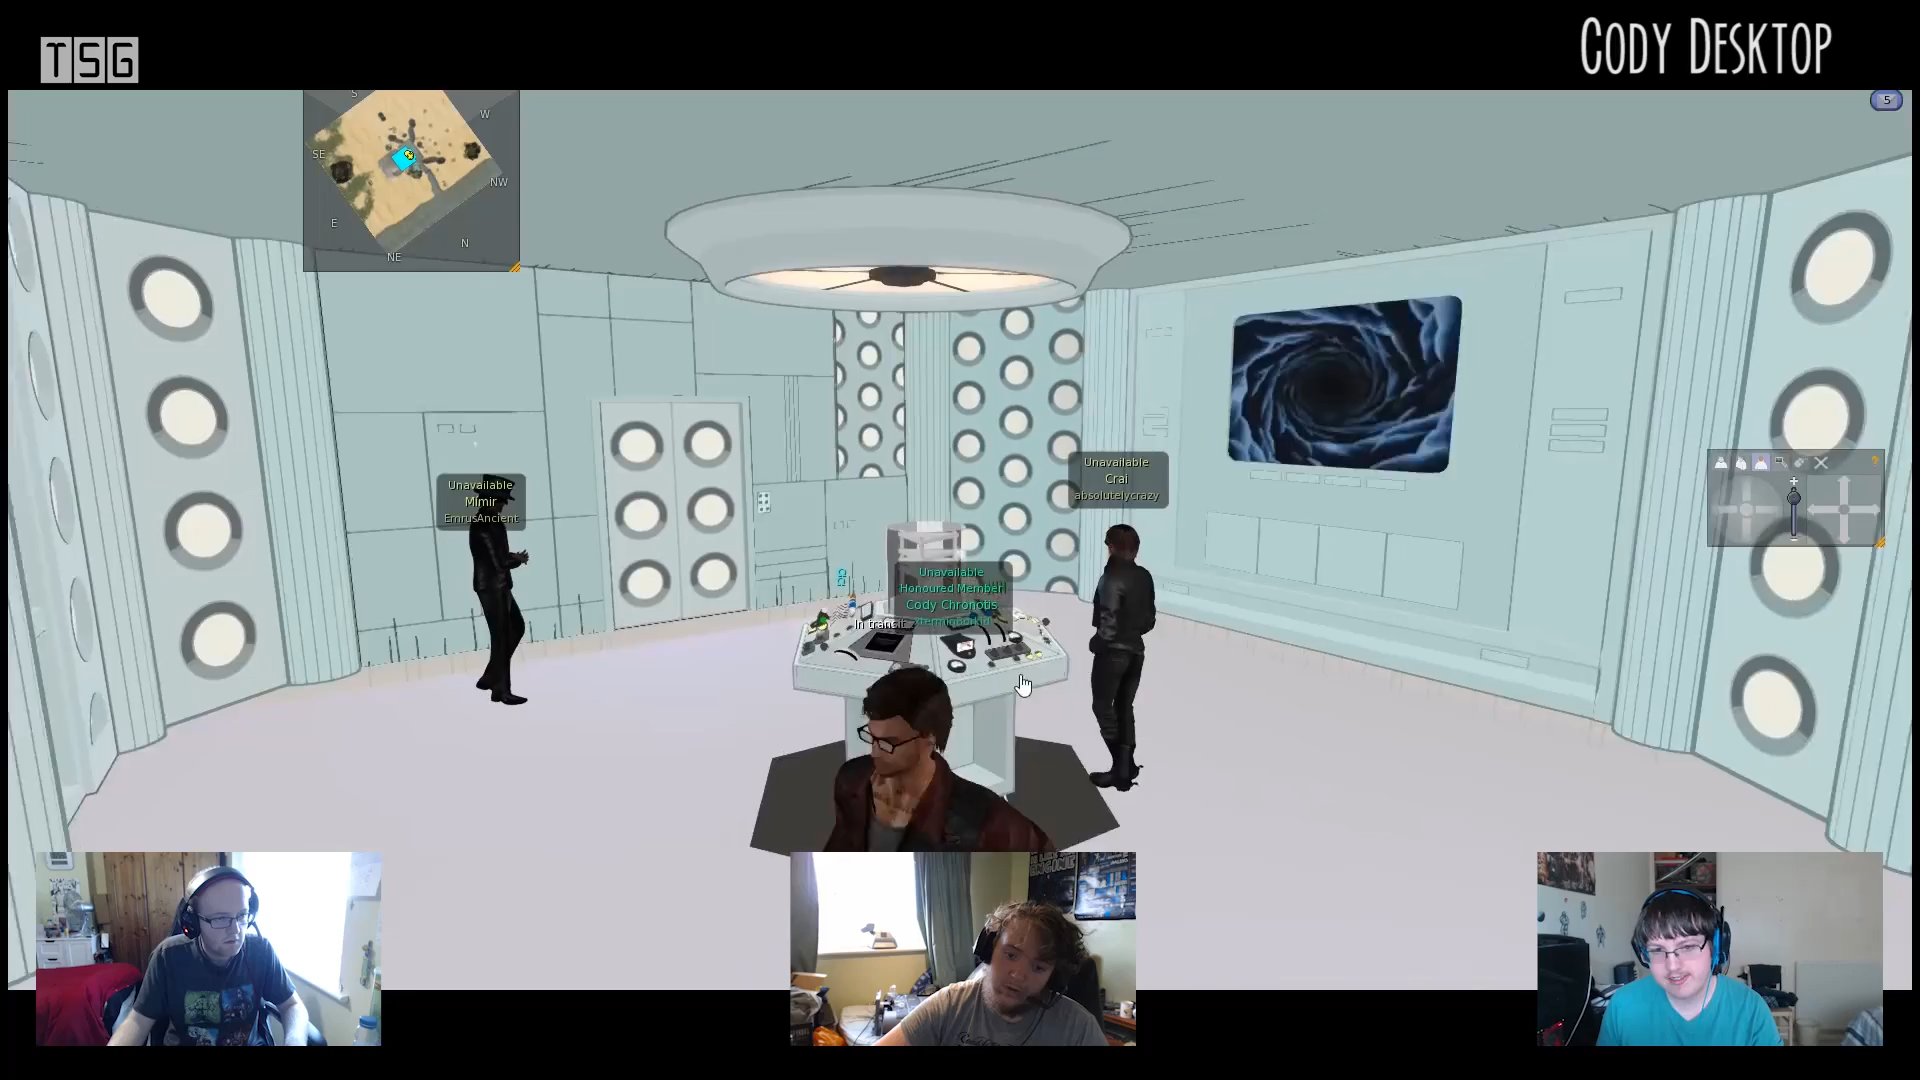 TSG
CODY DESKTOP
5
S
W
SE
NW
E
N
NE
Unavailable
Crai
absolutelycrazy
Unavailable
Mimir
EmrusAncient
Unavailable
Honoured Member
Cody Chronotis
In transit
ENGINE